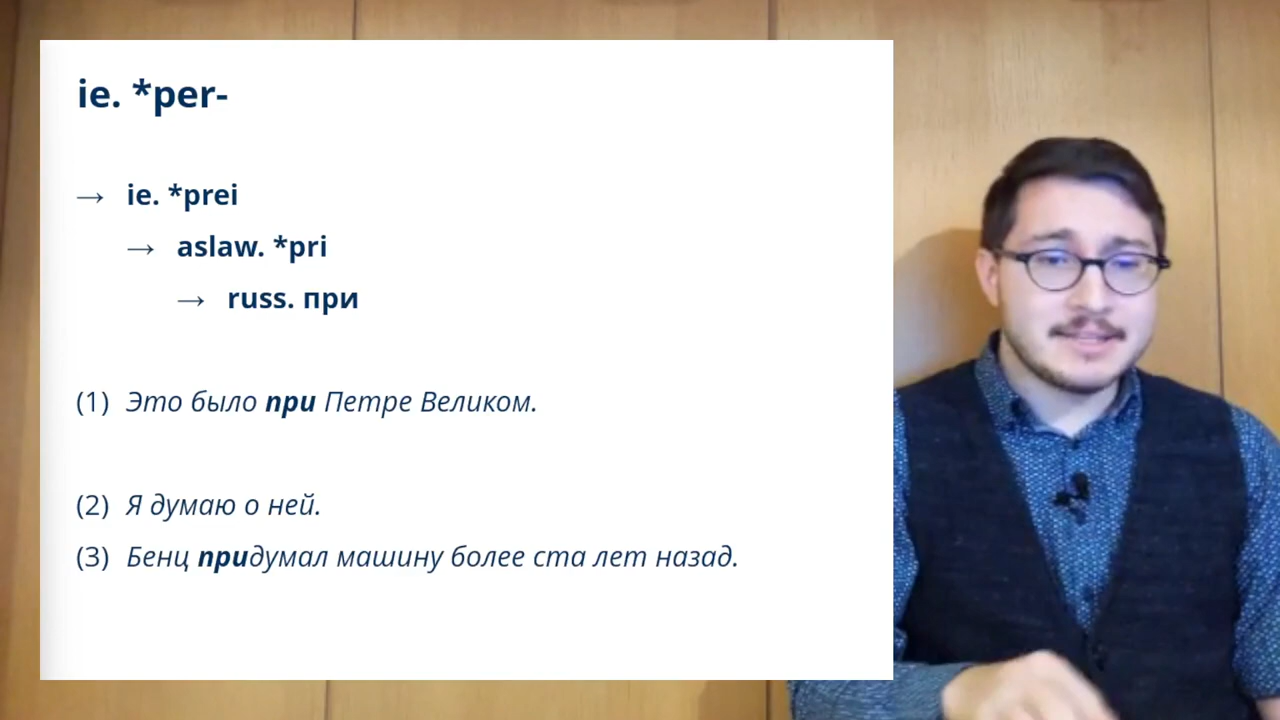 ie. *per-
→ ie. *prei
→ aslaw. *pri
→ russ. при
(1) Это было при Петре Великом.
(2) Я думаю о ней.
(3) Бенц придумал машину более ста лет назад.